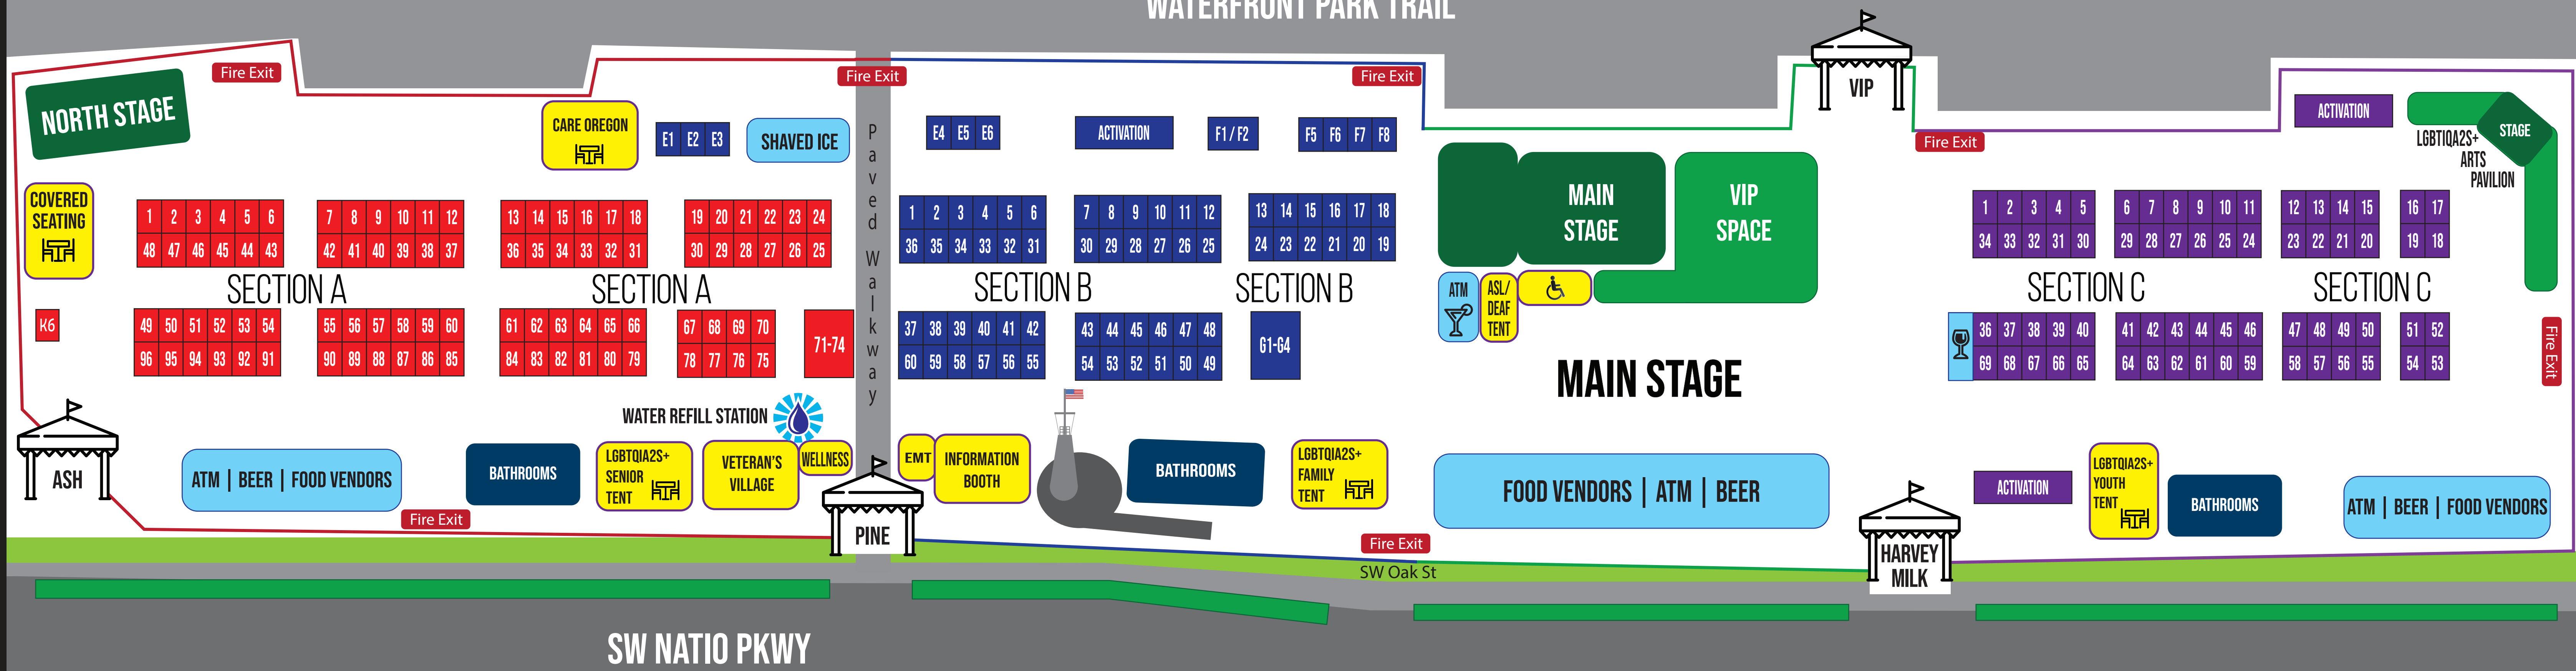 WATERFRONT PARK TRAIL
NORTH STAGE
Fire Exit
Fire Exit
Fire Exit
VIP
Fire Exit
CARE OREGON
E1 E2 E3
SHAVED ICE
Paved Walkway
E4 E5 E6
ACTIVATION
F1 / F2
F5 F6 F7 F8
ACTIVATION
STAGE
LGBTIQA2S+
ARTS
PAVILION
COVERED
SEATING
K6
1 2 3 4 5 6
48 47 46 45 44 43
7 8 9 10 11 12
42 41 40 39 38 37
13 14 15 16 17 18
36 35 34 33 32 31
19 20 21 22 23 24
30 29 28 27 26 25
SECTION A
SECTION A
49 50 51 52 53 54
96 95 94 93 92 91
55 56 57 58 59 60
90 89 88 87 86 85
61 62 63 64 65 66
84 83 82 81 80 79
67 68 69 70
78 77 76 75
71-74
1 2 3 4 5 6
36 35 34 33 32 31
7 8 9 10 11 12
30 29 28 27 26 25
13 14 15 16 17 18
24 23 22 21 20 19
SECTION B
SECTION B
37 38 39 40 41 42
60 59 58 57 56 55
43 44 45 46 47 48
54 53 52 51 50 49
G1-G4
MAIN
STAGE
VIP
SPACE
ATM
ASL/
DEAF
TENT
MAIN STAGE
1 2 3 4 5
34 33 32 31 30
6 7 8 9 10 11
29 28 27 26 25 24
12 13 14 15
23 22 21 20
16 17
19 18
SECTION C
SECTION C
36 37 38 39 40
69 68 67 66 65
41 42 43 44 45 46
64 63 62 61 60 59
47 48 49 50
58 57 56 55
51 52
54 53
Fire Exit
ASH
ATM | BEER | FOOD VENDORS
Fire Exit
BATHROOMS
LGBTQIA2S+
SENIOR
TENT
WATER REFILL STATION
VETERAN'S
VILLAGE
WELLNESS
PINE
EMT
INFORMATION
BOOTH
BATHROOMS
LGBTQIA2S+
FAMILY
TENT
Fire Exit
SW Oak St
FOOD VENDORS | ATM | BEER
HARVEY
MILK
ACTIVATION
LGBTQIA2S+
YOUTH
TENT
BATHROOMS
ATM | BEER | FOOD VENDORS
SW NATIO PKWY